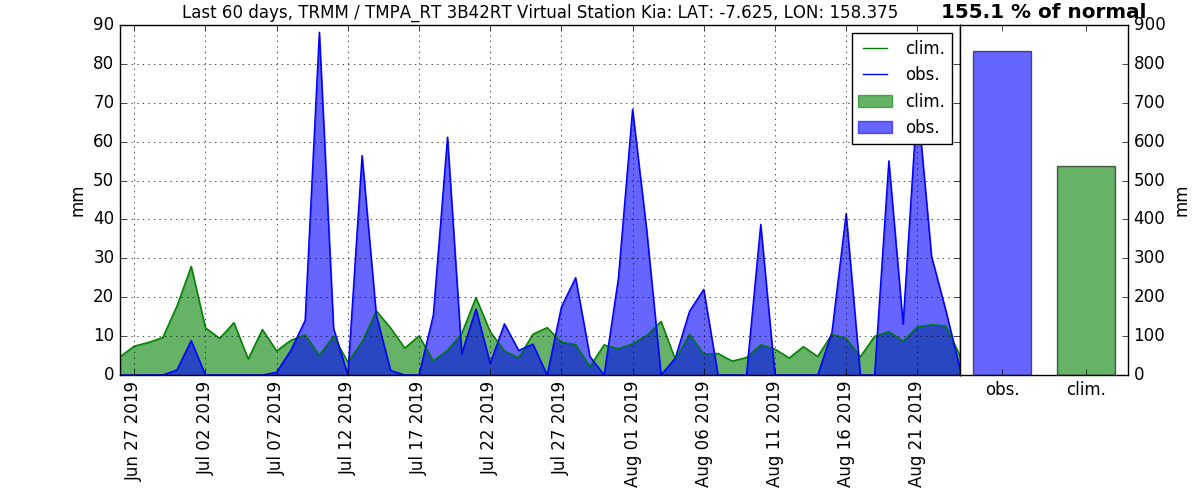 Last 60 days, TRMM / TMPA_RT 3B42RT Virtual Station Kia: LAT: -7.625, LON: 158.375
155.1 % of normal
90
80
70
60
50
40
30
20
10
0
mm
clim.
obs.
clim.
obs.
Jun 27 2019
Jul 02 2019
Jul 07 2019
Jul 12 2019
Jul 17 2019
Jul 22 2019
Jul 27 2019
Aug 01 2019
Aug 06 2019
Aug 11 2019
Aug 16 2019
Aug 21 2019
900
800
700
600
500
400
300
200
100
0
mm
obs.
clim.